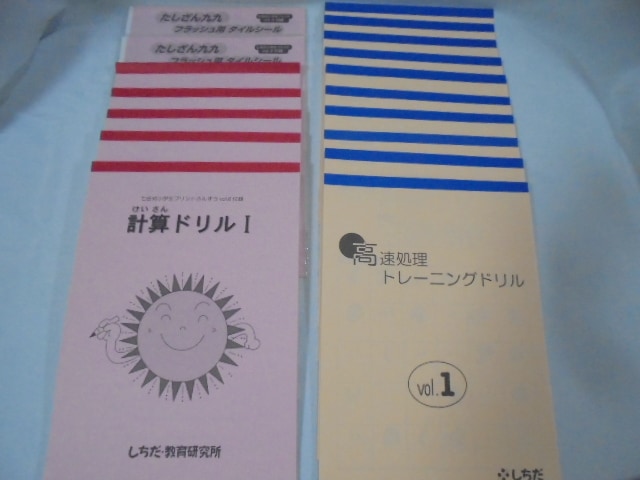 たしざん九九
フラッシュ用 タイルシール
たしざん九九
フラッシュ用 タイルシール
けいさん
計算ドリルⅠ
しちだ・教育研究所
高速処理
トレーニングドリル
vol.1
しちだ